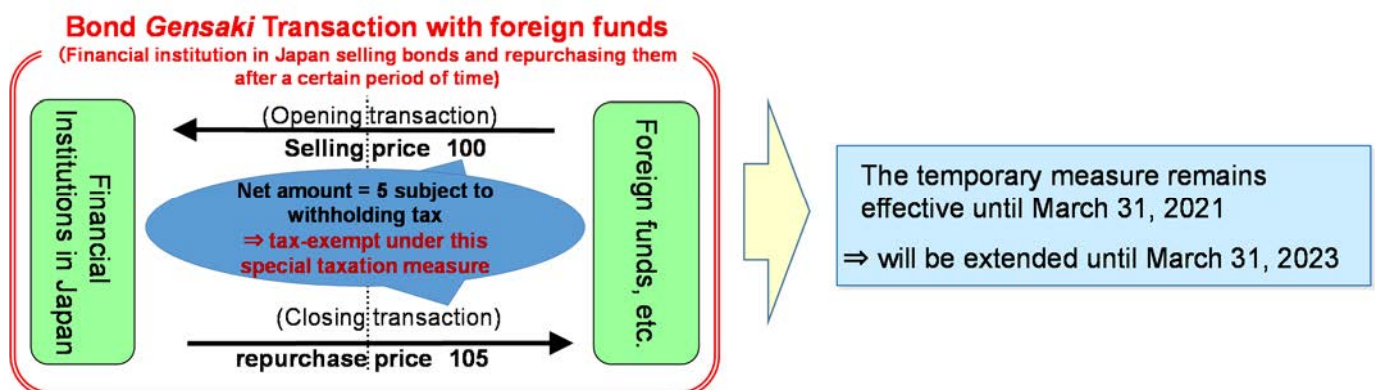 Bond Gensaki Transaction with foreign funds
(Financial institution in Japan selling bonds and repurchasing them
after a certain period of time)
Financial
Institutions in Japan
(Opening transaction)
Selling price 100
Net amount = 5 subject to
withholding tax
⇒ tax-exempt under this
special taxation measure
(Closing transaction)
repurchase price 105
Foreign funds, etc.
The temporary measure remains
effective until March 31, 2021
⇒ will be extended until March 31, 2023